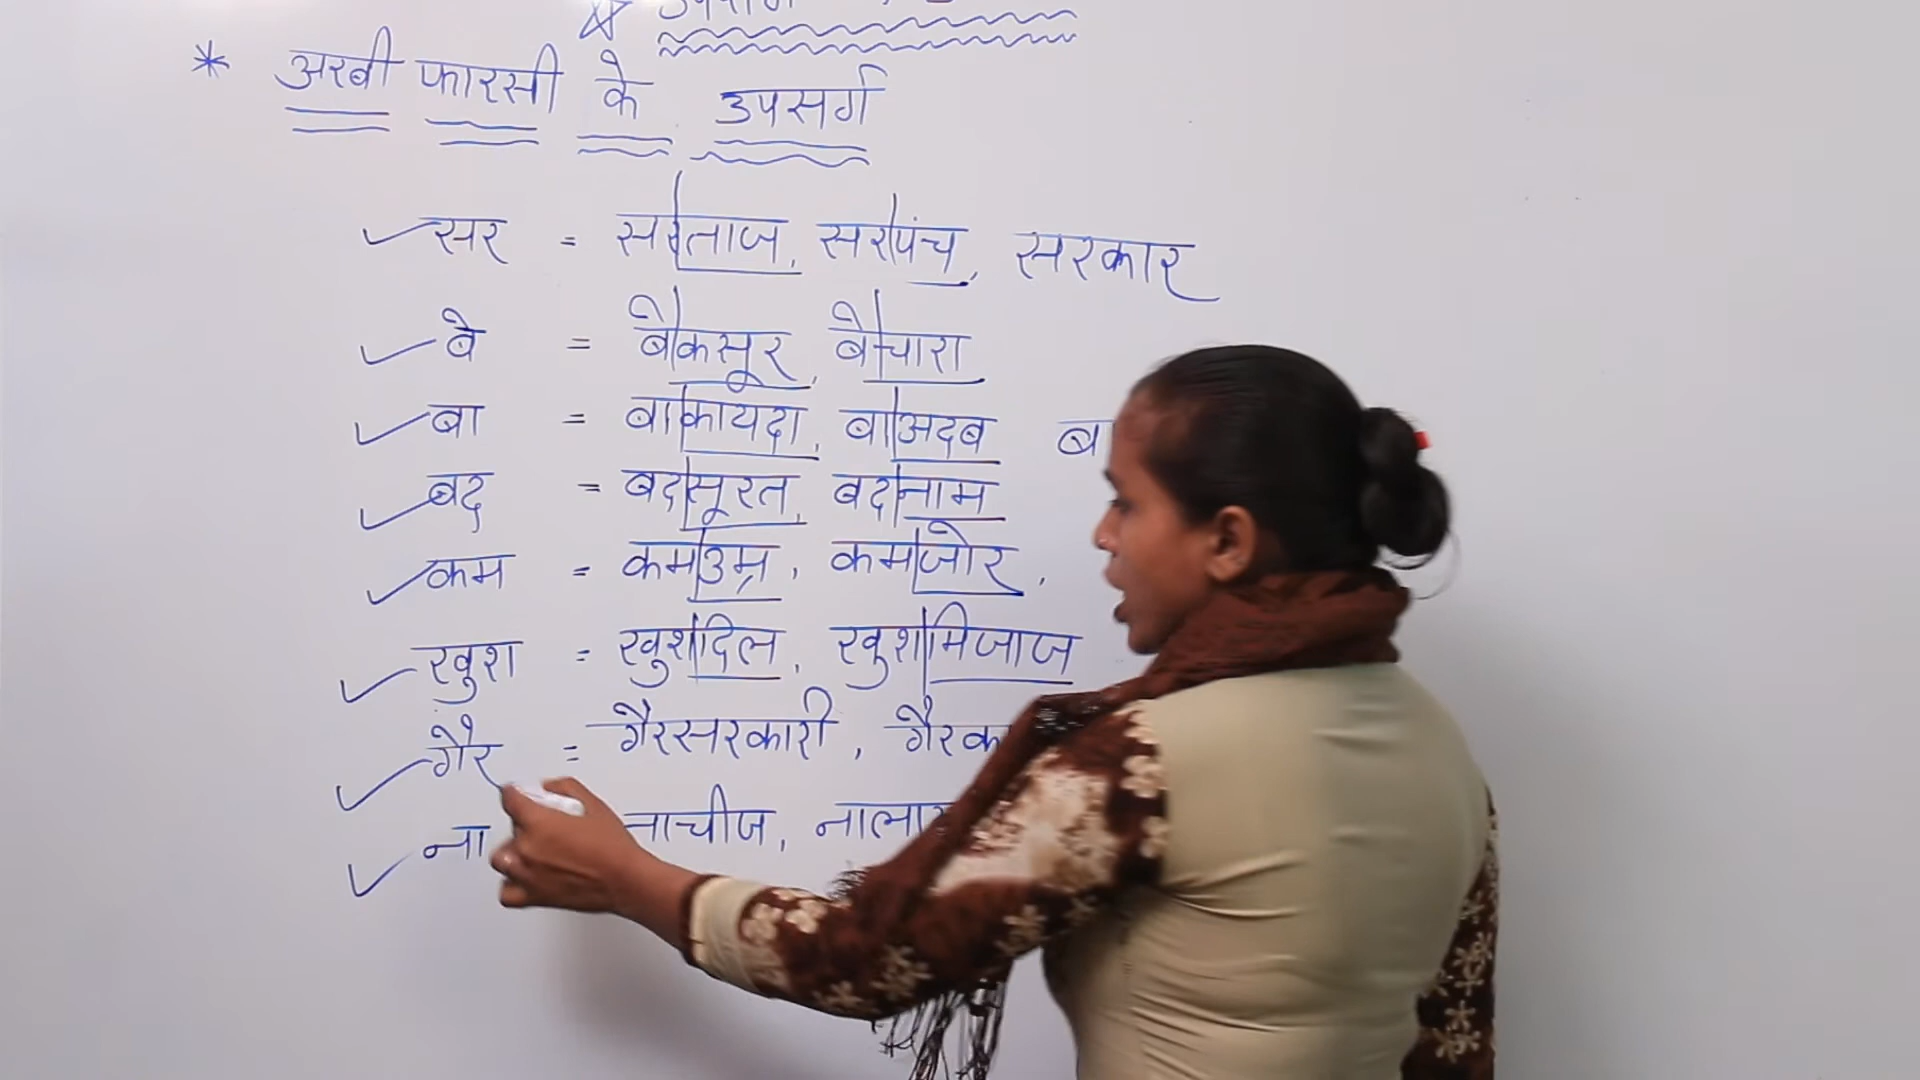 * अरबी फारसी के उपसर्ग
सर = सरताज, सरपंच, सरकार
बे = बेकसूर, बेचारा
बा = बाकायदा, बाअदब
बद = बदसूरत, बदनाम
कम = कमउम्र, कमजोर,
खुश = खुशदिल, खुशमिजाज
गैर = गैरसरकारी,
ना नाचीज,